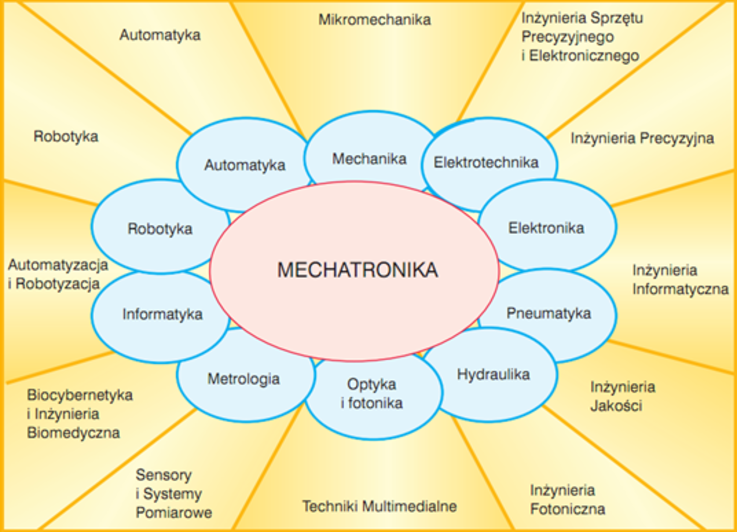 Mikromechanika
Inżynieria Sprzętu
Precyzyjnego
i Elektronicznego
Automatyka
Robotyka
Inżynieria Precyzyjna
Automatyka
Mechanika
Elektrotechnika
Robotyka
Elektronika
Automatyzacja
i Robotyzacja
MECHATRONIKA
Inżynieria
Informatyczna
Informatyka
Pneumatyka
Metrologia
Optyka
i fotonika
Hydraulika
Biocybernetyka
i Inżynieria
Biomedyczna
Inżynieria
Jakości
Sensory
i Systemy
Pomiarowe
Techniki Multimedialne
Inżynieria
Fotoniczna